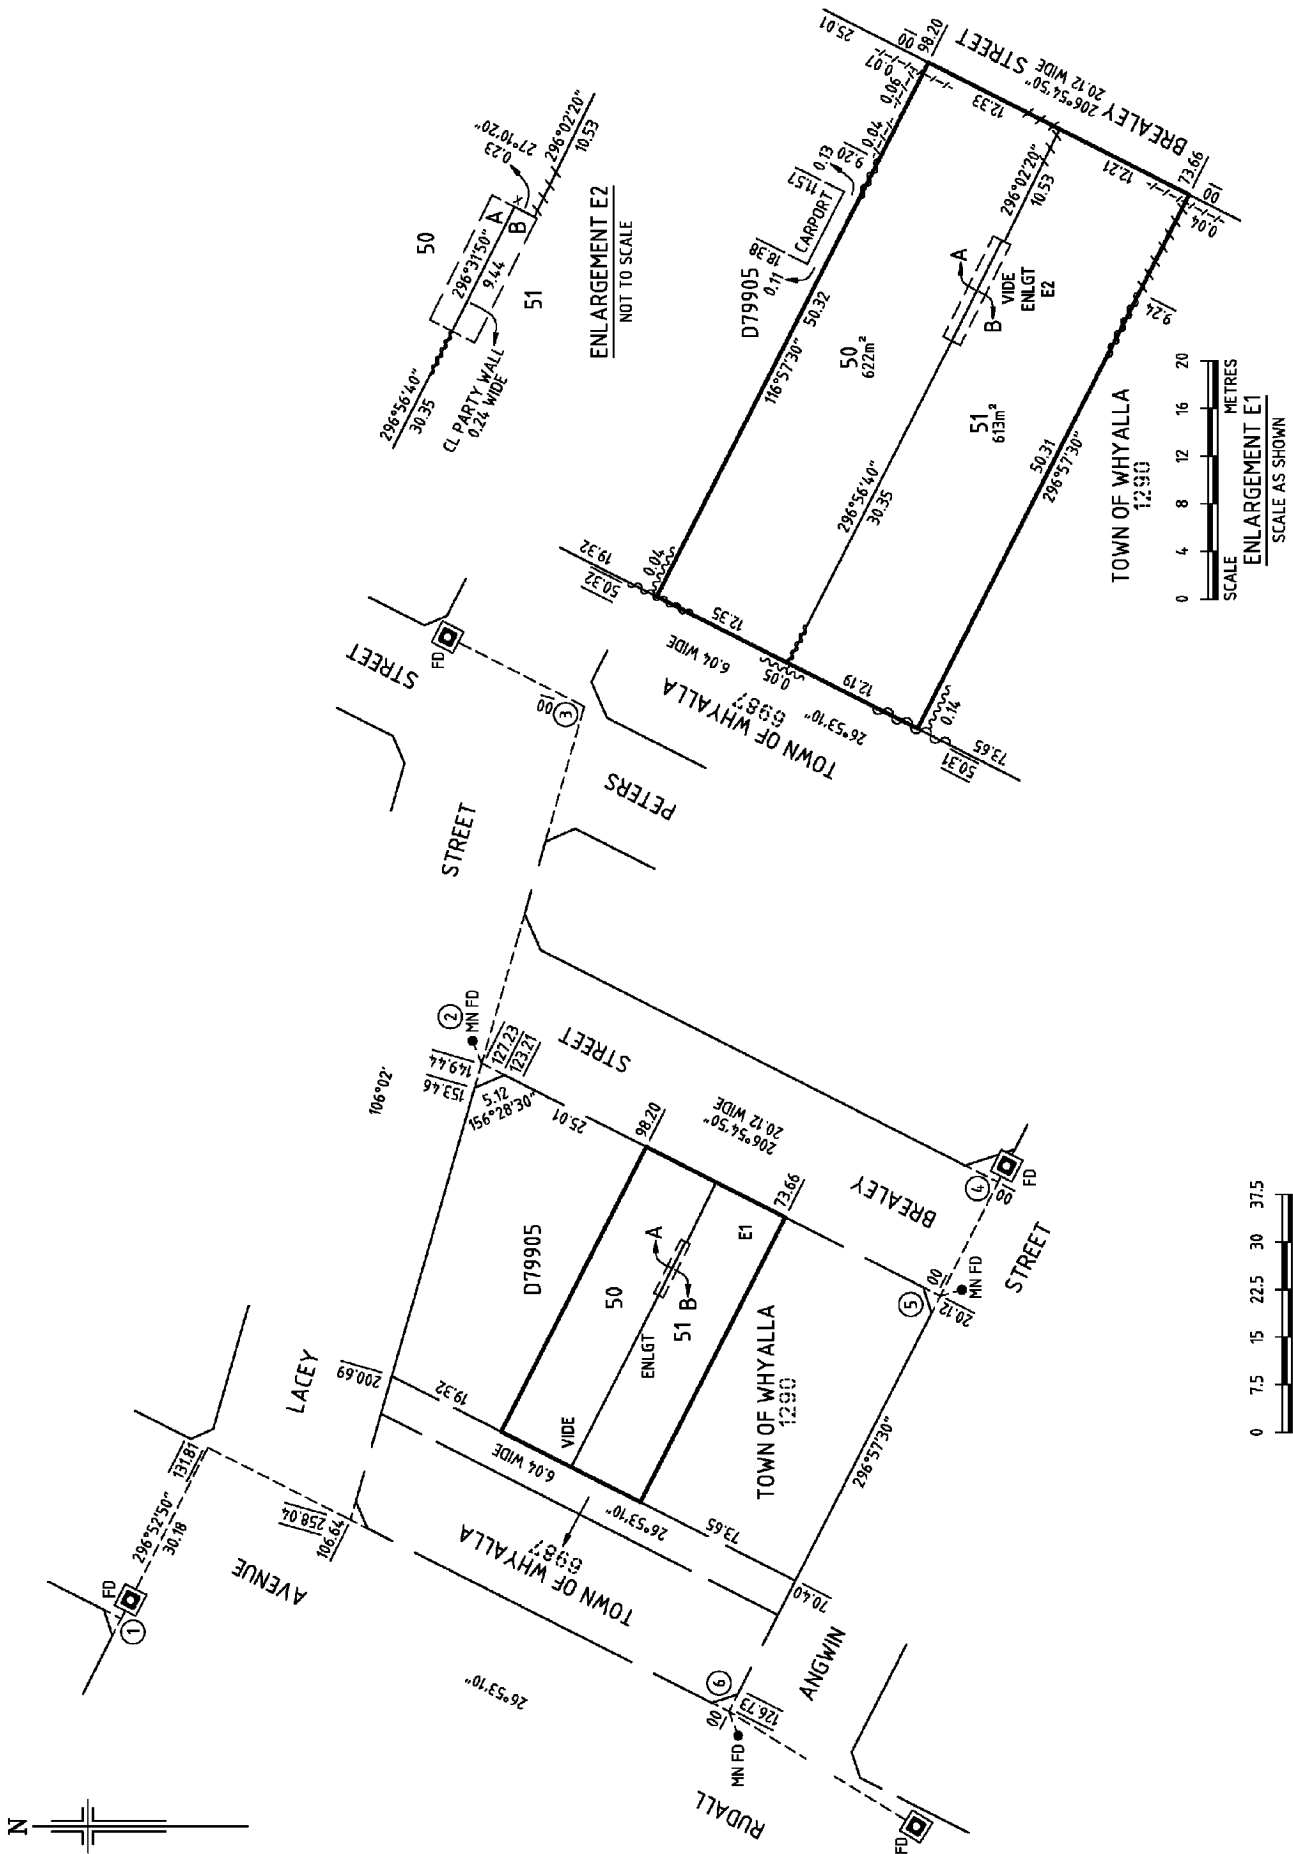 N
FD
1
296°52'50"
30.18
131.81
258.04
106.64
AVENUE
LACEY
STREET
106°02'
200.69
153.46
149.44
2
MN FD
127.23
123.21
5.12
156°28'30"
25.01
98.20
19.32
D79905
50
51
A
B
ENLGT
VIDE
E1
73.66
206°54'50"
20.12 WIDE
BREALEY
STREET
6.04 WIDE
26°53'10"
TOWN OF WHYALLA
6987
73.65
TOWN OF WHYALLA
1290
296°57'30"
70.40
26°53'10"
6
00
126.73
MN FD
RUDALL
FD
ANGWIN
STREET
5
00
20.12
MN FD
4
00
FD
3
00
FD
STREET
PETERS
0
7.5
15
22.5
30
37.5
296°56'40"
30.35
CL PARTY WALL
0.24 WIDE
50
296°31'50"
9.44
51
A
B
x
0.23
27°10'20"
296°02'20"
10.53
ENLARGEMENT E2
NOT TO SCALE
19.32
50.32
0.04
12.35
6.04 WIDE
TOWN OF WHYALLA
6987
0.05
12.19
26°53'10"
0.14
50.31
73.65
116°57'30"
50.32
D79905
0.11
18.38
CARPORT
11.57
0.13
9.20
0.04
0.06
0.07
25.01
00
98.20
12.33
BREALEY STREET
206°54'50"
20.12 WIDE
12.21
73.66
00
0.04
50
622m²
51
613m²
296°56'40"
30.35
A
B
VIDE
ENLGT
E2
296°02'20"
10.53
50.31
296°57'30"
9.24
TOWN OF WHYALLA
1290
0
4
8
12
16
20
SCALE
METRES
ENLARGEMENT E1
SCALE AS SHOWN